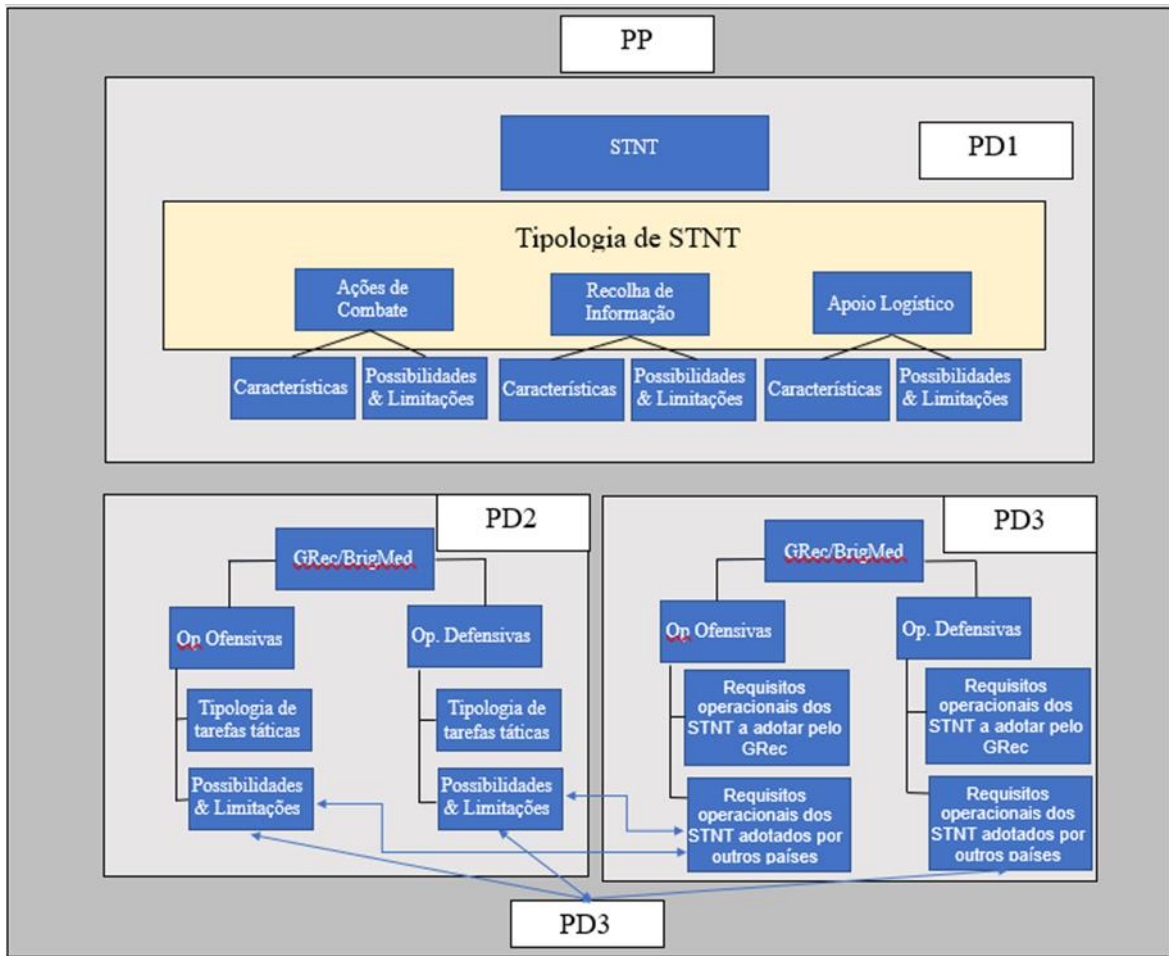 PP
PD1
STNT
Tipologia de STNT
Ações de
Combate
Recolha de
Informação
Apoio Logístico
Características
Possibilidades
& Limitações
Características
Possibilidades
& Limitações
Características
Possibilidades
& Limitações
PD2
GRec/BrigMed
Op Ofensivas
Op. Defensivas
Tipologia de
tarefas táticas
Tipologia de
tarefas táticas
Possibilidades
& Limitações
Possibilidades
& Limitações
PD3
GRec/BrigMed
Op Ofensivas
Op. Defensivas
Requisitos
operacionais dos
STNT a adotar pelo
GRec
Requisitos
operacionais dos
STNT a adotar pelo
GRec
Requisitos
operacionais dos
STNT adotados por
outros países
Requisitos
operacionais dos
STNT adotados por
outros países
PD3